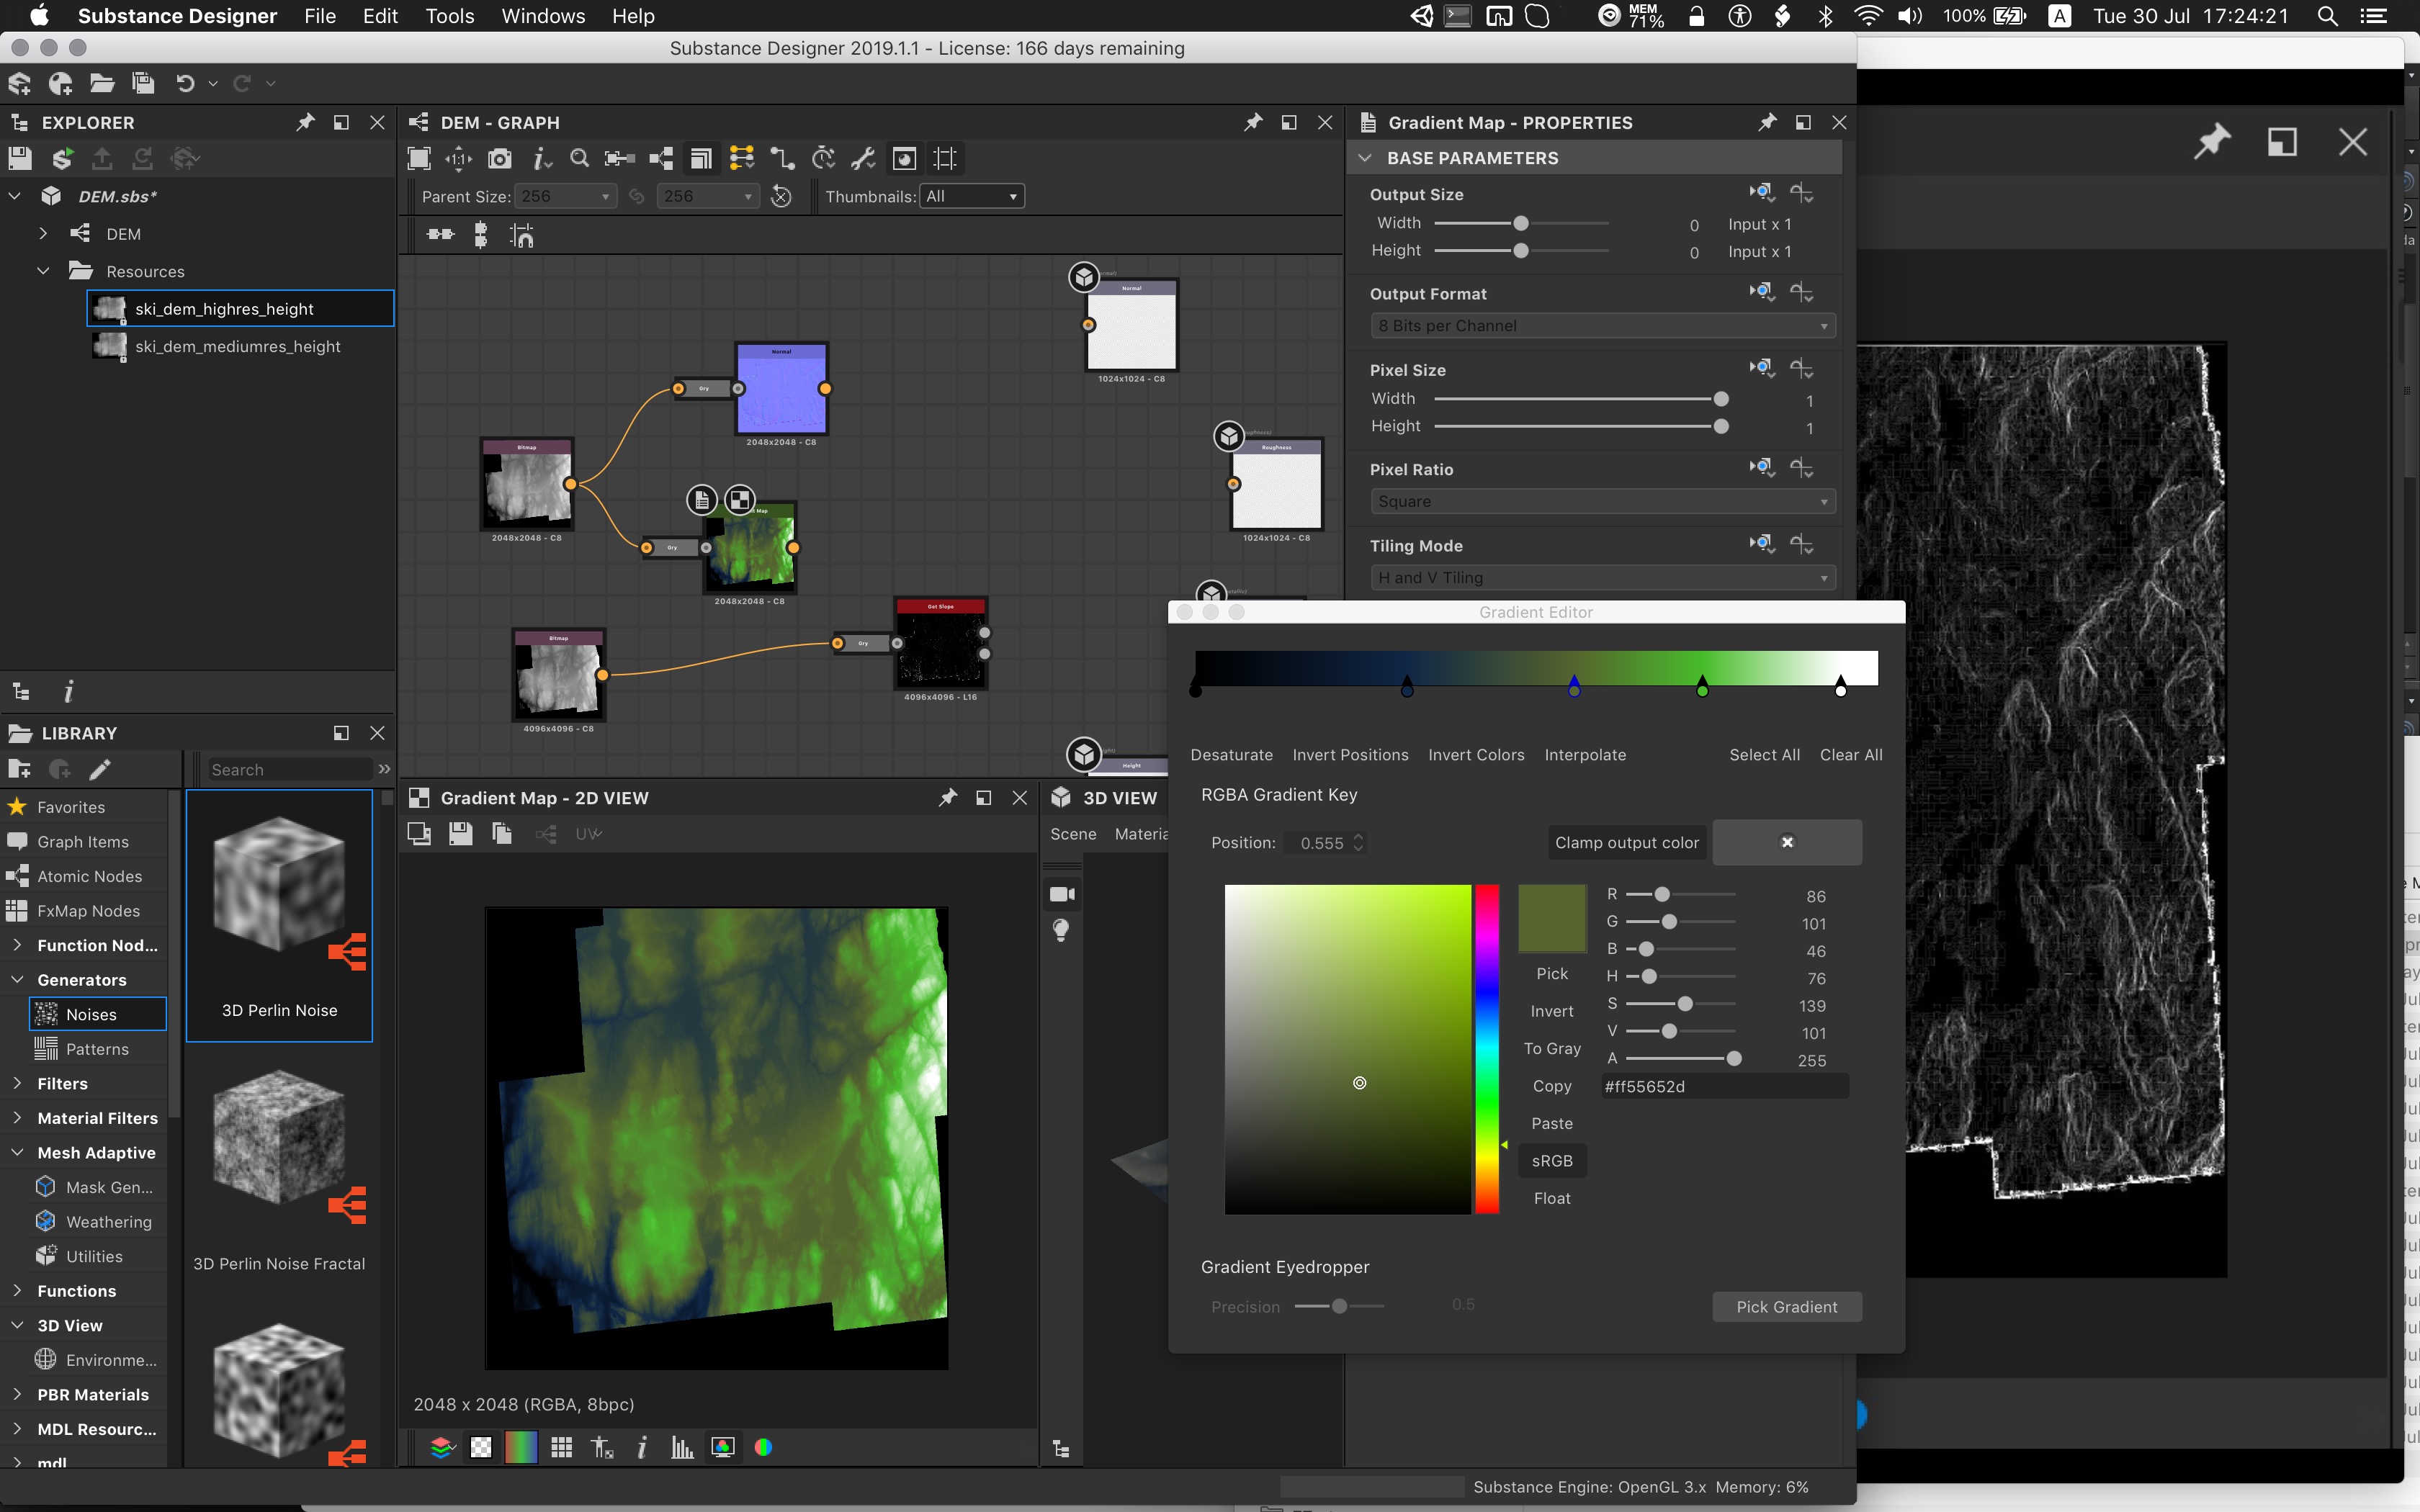 Substance Designer File Edit Tools Windows Help
MEM 71% 100% A Tue 30 Jul 17:24:21
Substance Designer 2019.1.1 - License: 166 days remaining
EXPLORER
DEM.sbs*
DEM
Resources
ski_dem_highres_height
ski_dem_mediumres_height
LIBRARY
Search
Favorites
Graph Items
Atomic Nodes
FxMap Nodes
Function Nod...
Generators
Noises
Patterns
Filters
Material Filters
Mesh Adaptive
Mask Gen...
Weathering
Utilities
Functions
3D View
Environme...
PBR Materials
MDL Resourc...
mdl
3D Perlin Noise
3D Perlin Noise Fractal
DEM - GRAPH
Parent Size: 256 256 Thumbnails: All
Normal
1024x1024 - C8
Normal
Gry
2048x2048 - C8
Roughness
1024x1024 - C8
Bitmap
2048x2048 - C8
Map
Gry
2048x2048 - C8
Bitmap
4096x4096 - C8
Get Slope
Gry
4096x4096 - L16
Height
Gradient Map - 2D VIEW
UV
2048 x 2048 (RGBA, 8bpc)
3D VIEW
Scene Materia
Gradient Map - PROPERTIES
BASE PARAMETERS
Output Size
Width 0 Input x 1
Height 0 Input x 1
Output Format
8 Bits per Channel
Pixel Size
Width 1
Height 1
Pixel Ratio
Square
Tiling Mode
H and V Tiling
Gradient Editor
Desaturate Invert Positions Invert Colors Interpolate Select All Clear All
RGBA Gradient Key
Position: 0.555 Clamp output color
R 86
G 101
B 46
H 76
S 139
V 101
A 255
#ff55652d
Pick
Invert
To Gray
Copy
Paste
sRGB
Float
Gradient Eyedropper
Precision 0.5 Pick Gradient
Substance Engine: OpenGL 3.x Memory: 6%